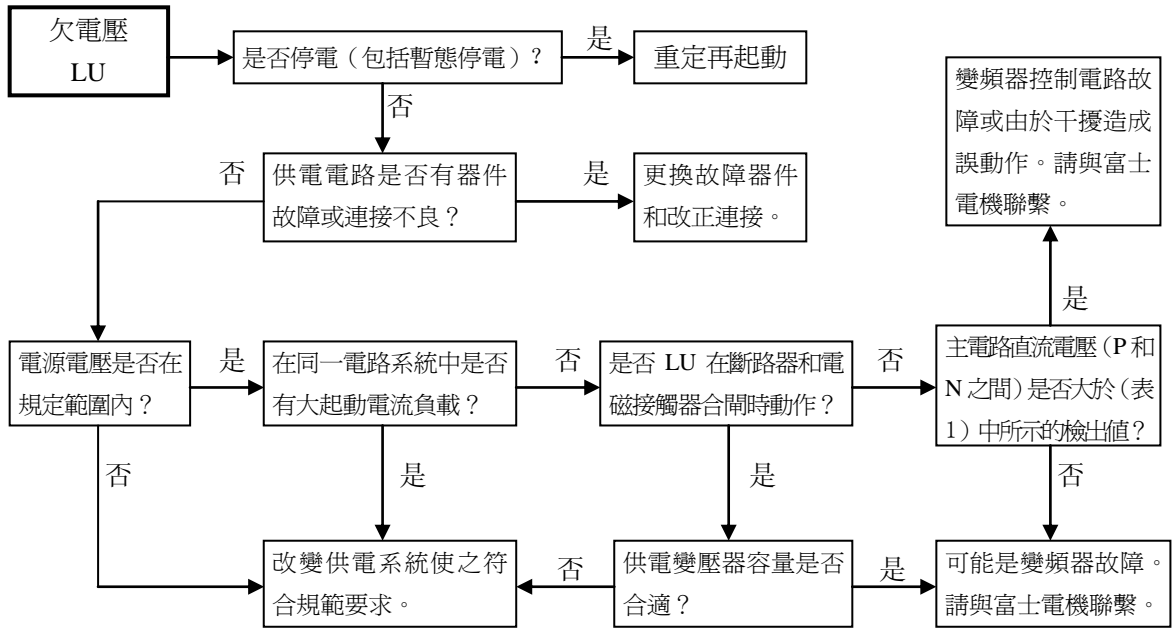 欠電壓
LU
是否停電（包括暫態停電）？
是
重定再起動
否
供電電路是否有器件
故障或連接不良？
是
更換故障器件
和改正連接。
否
變頻器控制電路故
障或由於干擾造成
誤動作。請與富士
電機聯繫。
是
電源電壓是否在
規定範圍內？
是
在同一電路系統中是否
有大起動電流負載？
否
是否 LU 在斷路器和電
磁接觸器合閘時動作？
否
主電路直流電壓（P 和
N 之間）是否大於（表
1）中所示的檢出值？
否
是
是
否
改變供電系統使之符
合規範要求。
否
供電變壓器容量是否
合適？
是
可能是變頻器故障。
請與富士電機聯繫。